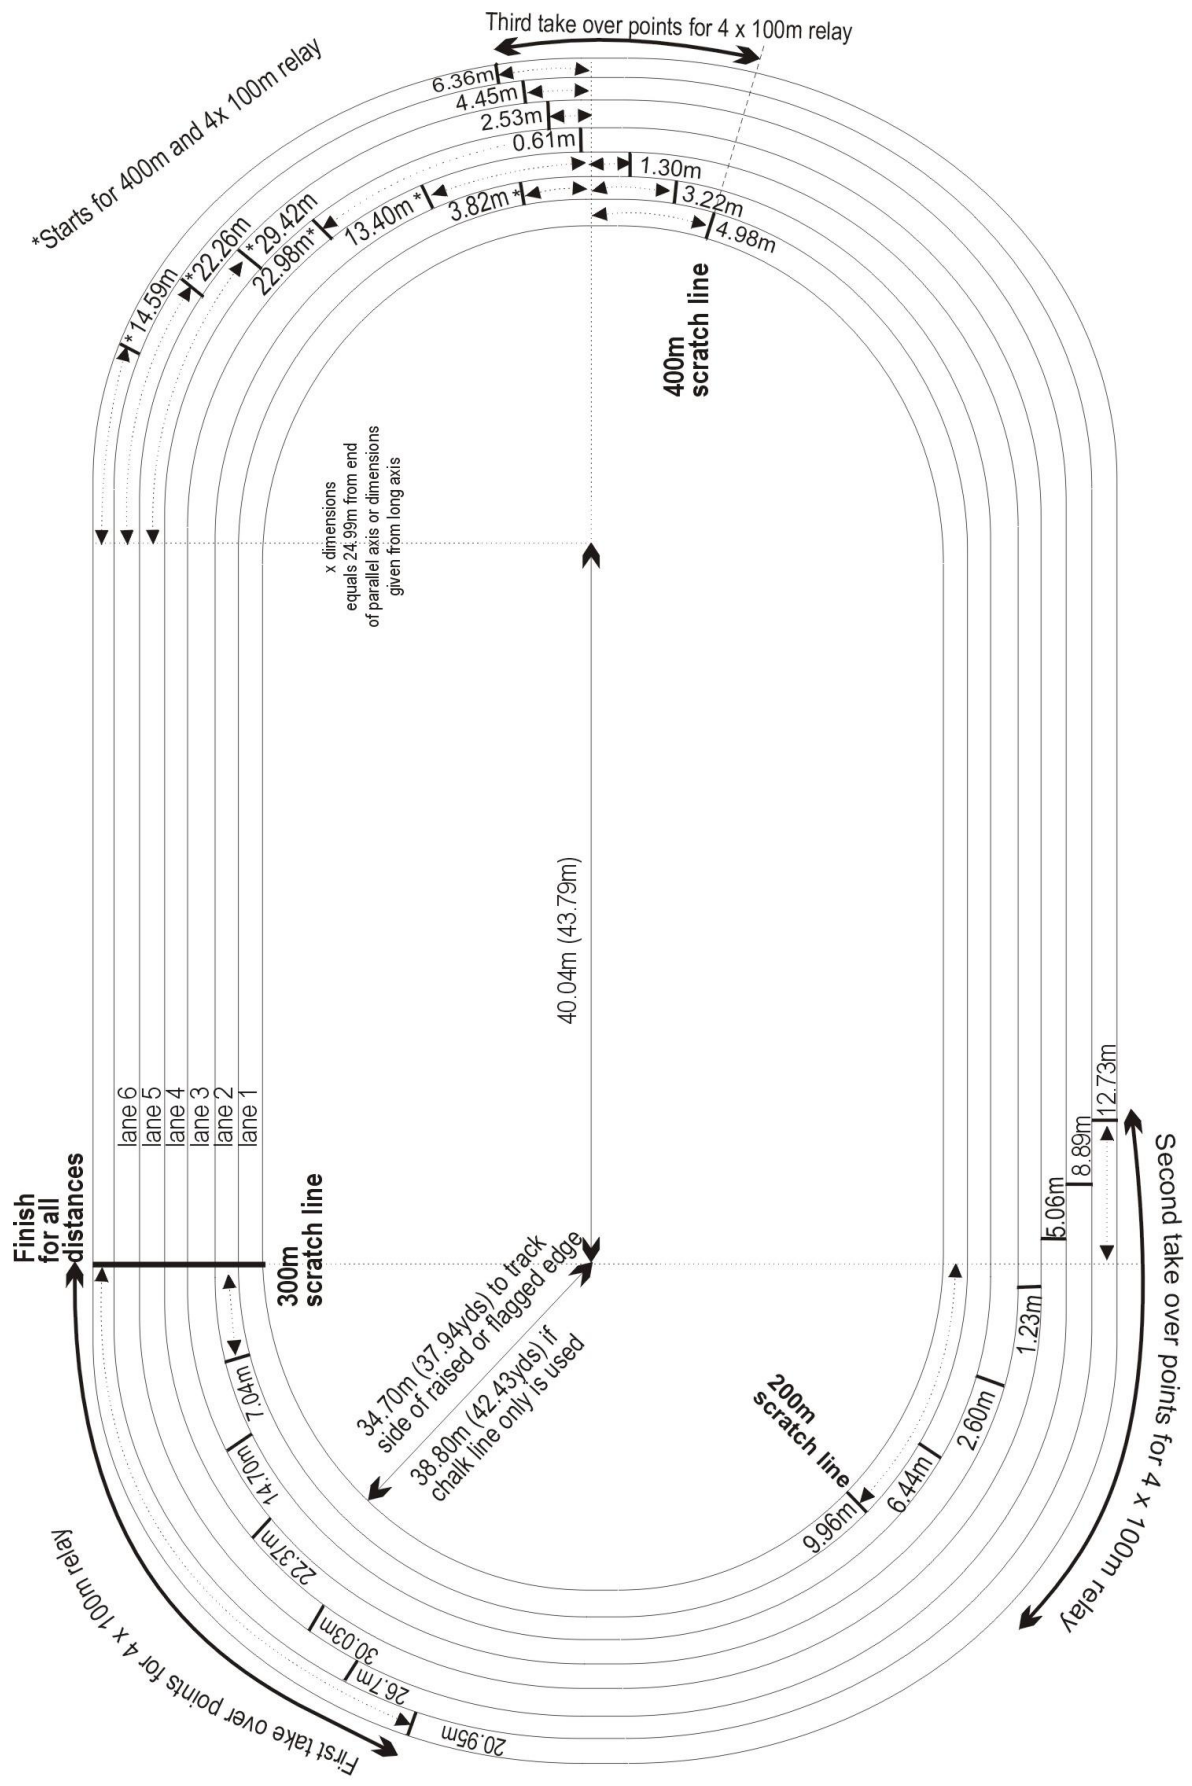 Third take over points for 4 x 100m relay
*Starts for 400m and 4x 100m relay
6.36m
4.45m
2.53m
0.61m
1.30m
3.22m
4.98m
3.82m *
13.40m *
22.98m*
*29.42m
*22.26m
*14.59m
400m
scratch line
x dimensions
equals 24.99m from end
of parallel axis or dimensions
given from long axis
40.04m (43.79m)
lane 6
lane 5
lane 4
lane 3
lane 2
lane 1
Finish
for all
distances
300m
scratch line
34.70m (37.94yds) to track
side of raised or flagged edge
38.80m (42.43yds) if
chalk line only is used
200m
scratch line
12.73m
8.89m
5.06m
1.23m
2.60m
6.44m
9.96m
Second take over points for 4 x 100m relay
7.04m
14.70m
22.37m
30.03m
26.7m
20.95m
First take over points for 4 x 100m relay